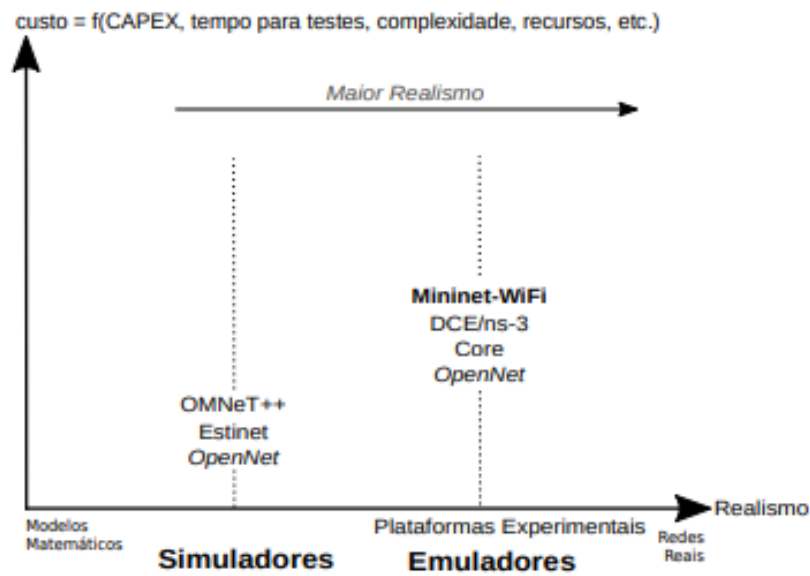 custo = f(CAPEX, tempo para testes, complexidade, recursos, etc.)
Maior Realismo
Mininet-WiFi
DCE/ns-3
Core
OpenNet
OMNeT++
Estinet
OpenNet
Realismo
Modelos
Matemáticos
Plataformas Experimentais
Redes
Reais
Simuladores
Emuladores